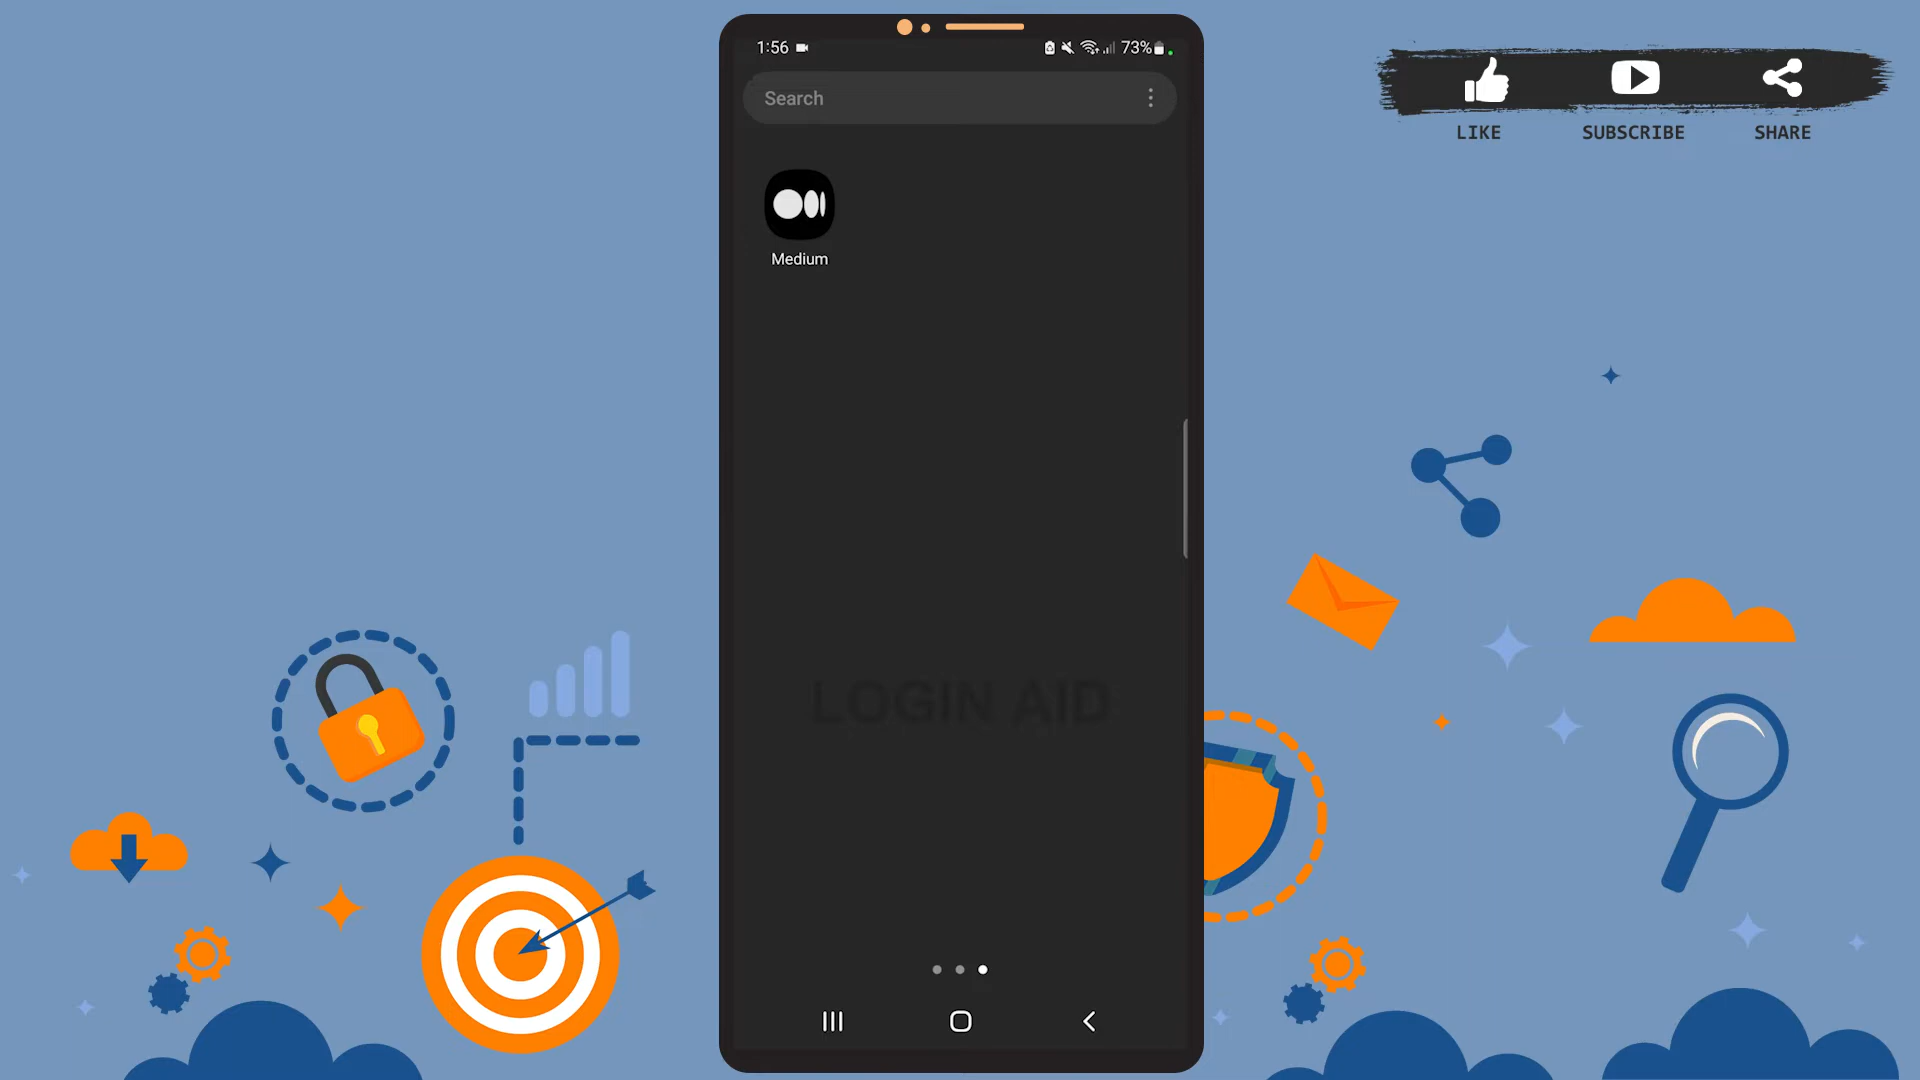 1:56
73%
Search
Medium
LOGIN AID
LIKE
SUBSCRIBE
SHARE